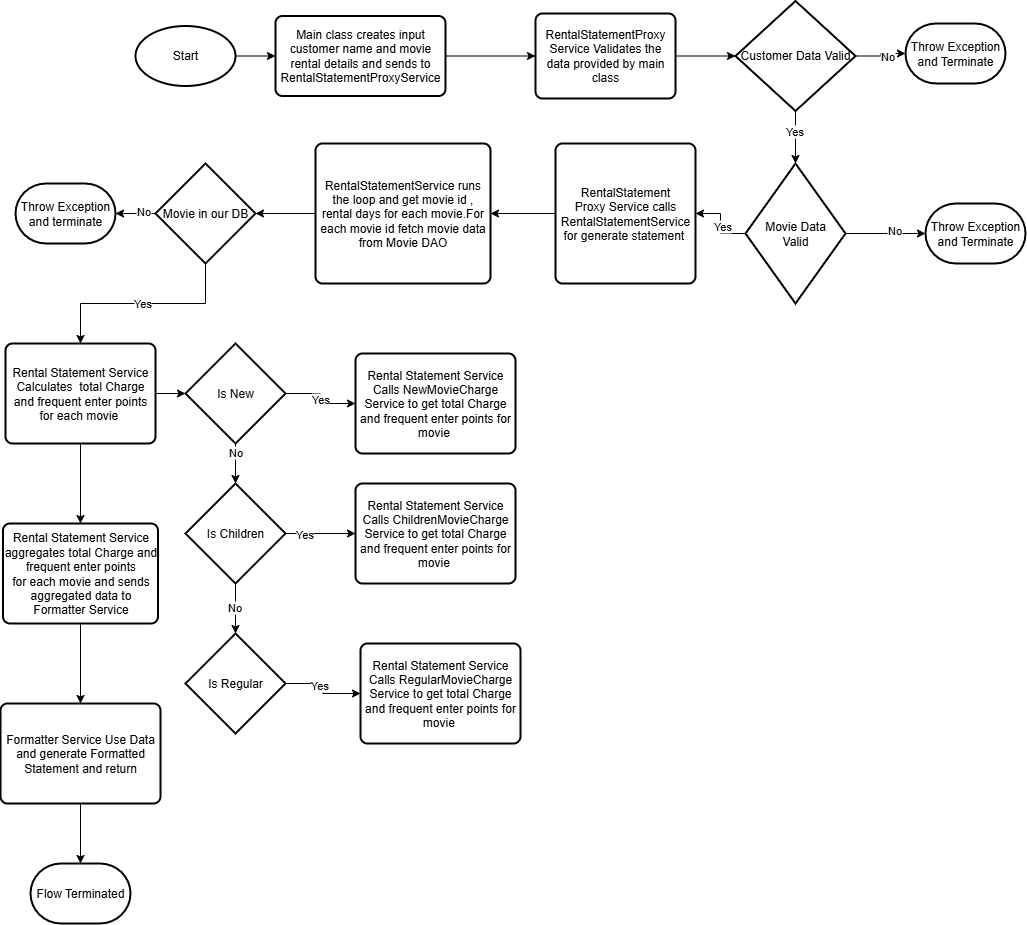 Start
Main class creates input
customer name and movie
rental details and sends to
RentalStatementProxyService
RentalStatementProxy
Service Validates the
data provided by main
class
Customer Data Valid
No
Throw Exception
and Terminate
Yes
Throw Exception
and terminate
No
Movie in our DB
RentalStatementService runs
the loop and get movie id ,
rental days for each movie.For
each movie id fetch movie data
from Movie DAO
RentalStatement
Proxy Service calls
RentalStatementService
for generate statement
Yes
Movie Data
Valid
No
Throw Exception
and Terminate
Yes
Rental Statement Service
Calculates total Charge
and frequent enter points
for each movie
Is New
Yes
Rental Statement Service
Calls NewMovieCharge
Service to get total Charge
and frequent enter points for
movie
No
Rental Statement Service
aggregates total Charge and
frequent enter points
for each movie and sends
aggregated data to
Formatter Service
Is Children
Yes
Rental Statement Service
Calls ChildrenMovieCharge
Service to get total Charge
and frequent enter points for
movie
No
Is Regular
Yes
Rental Statement Service
Calls RegularMovieCharge
Service to get total Charge
and frequent enter points for
movie
Formatter Service Use Data
and generate Formatted
Statement and return
Flow Terminated